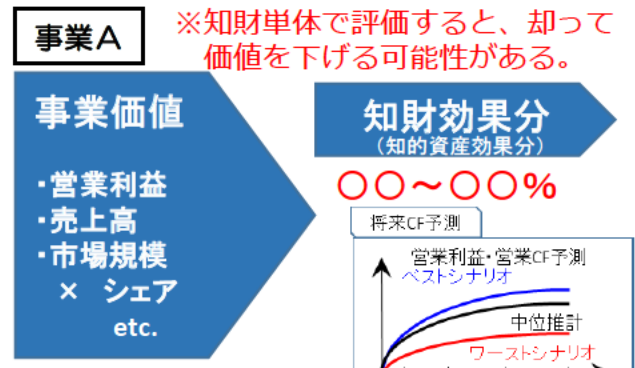 事業A
※知財単体で評価すると、却って
価値を下げる可能性がある。
事業価値
・営業利益
・売上高
・市場規模
× シェア
etc.
知財効果分
（知的資産効果分）
〇〇～〇〇%
将来CF予測
営業利益・営業CF予測
ベストシナリオ
中位推計
ワーストシナリオ